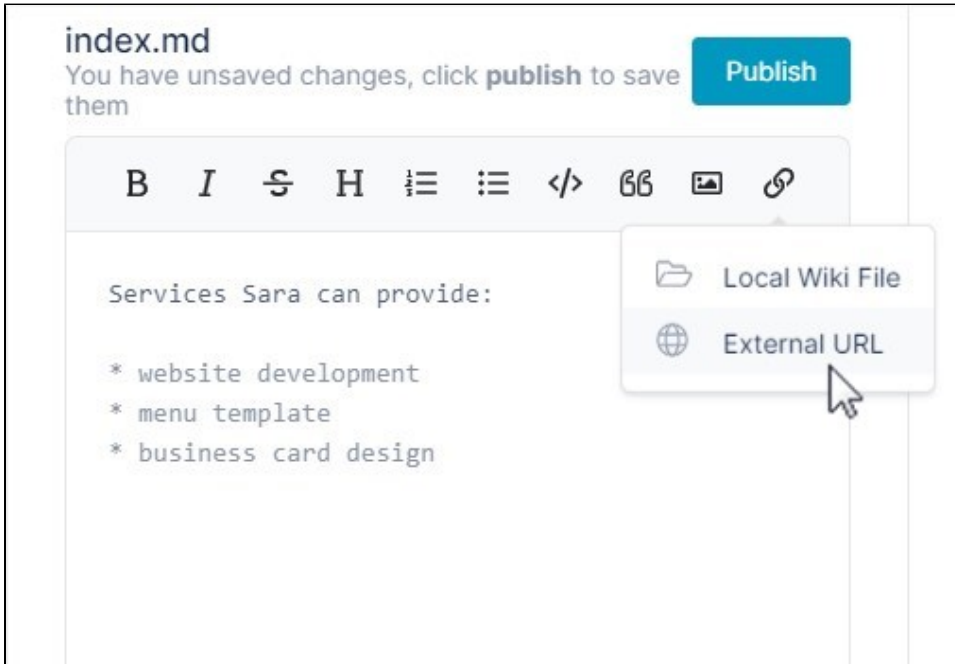 index.md
You have unsaved changes, click publish to save
them
Publish
B I S H </> 66
Local Wiki File
External URL
Services Sara can provide:
* website development
* menu template
* business card design